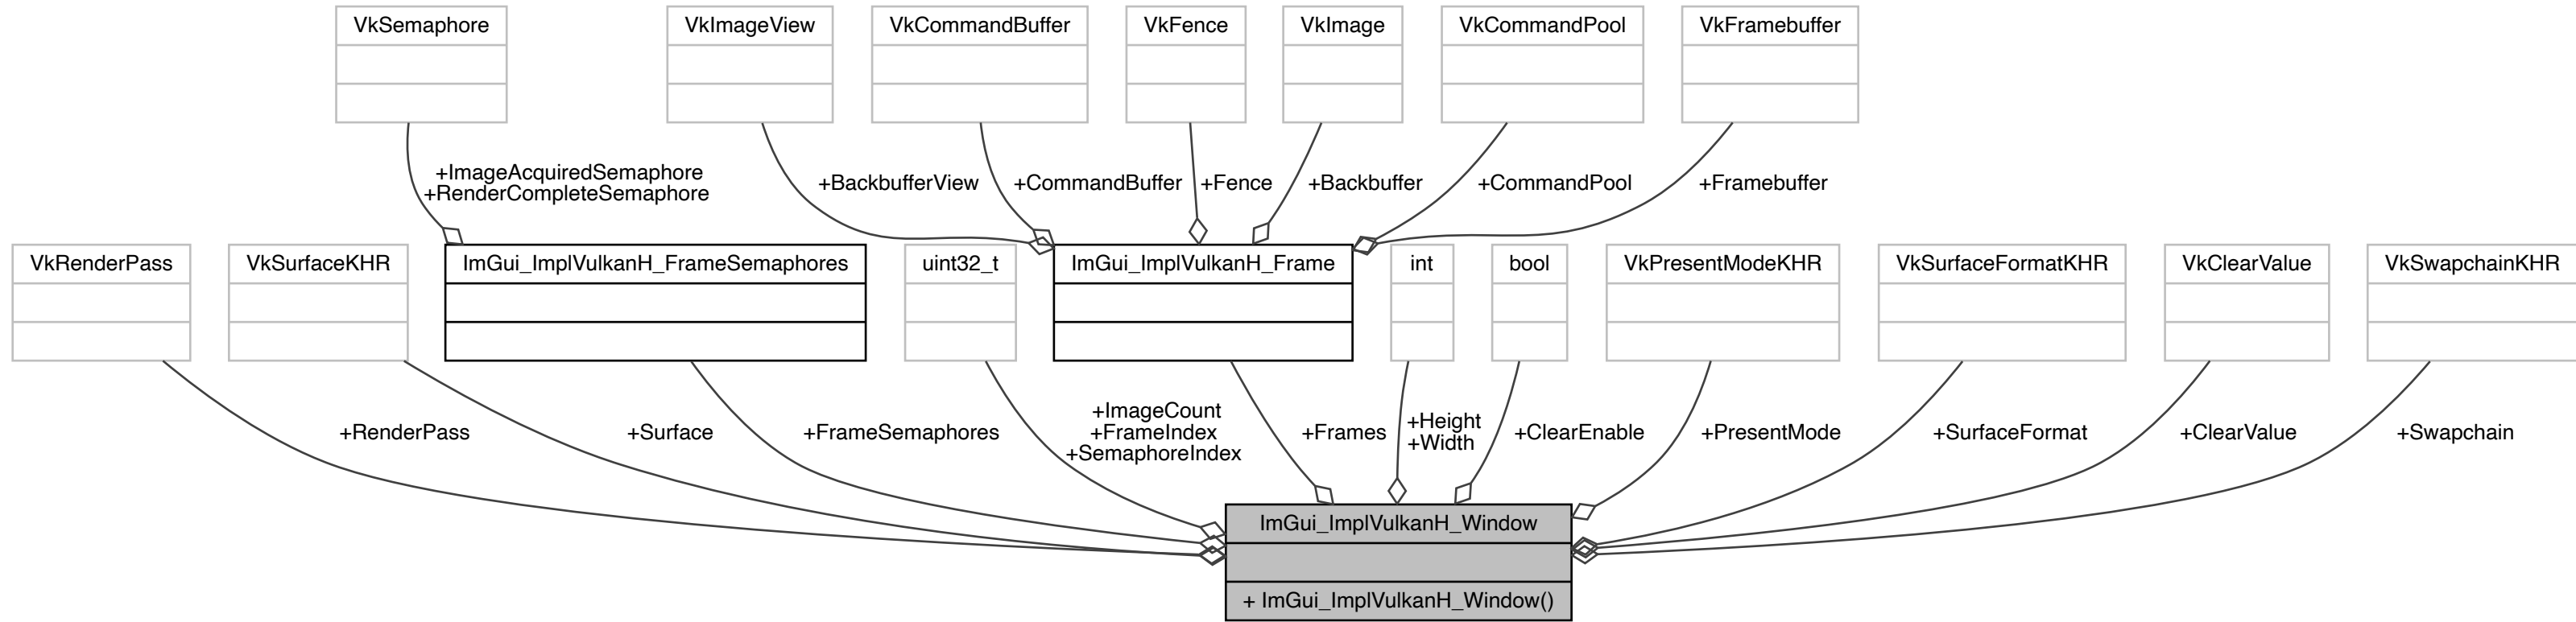 VkSemaphore
VkImageView
VkCommandBuffer
VkFence
VkImage
VkCommandPool
VkFramebuffer
+ImageAcquiredSemaphore
+RenderCompleteSemaphore
+BackbufferView
+CommandBuffer
+Fence
+Backbuffer
+CommandPool
+Framebuffer
VkRenderPass
VkSurfaceKHR
ImGui_ImplVulkanH_FrameSemaphores
uint32_t
ImGui_ImplVulkanH_Frame
int
bool
VkPresentModeKHR
VkSurfaceFormatKHR
VkClearValue
VkSwapchainKHR
+RenderPass
+Surface
+FrameSemaphores
+ImageCount
+FrameIndex
+SemaphoreIndex
+Frames
+Height
+Width
+ClearEnable
+PresentMode
+SurfaceFormat
+ClearValue
+Swapchain
ImGui_ImplVulkanH_Window
+ ImGui_ImplVulkanH_Window()